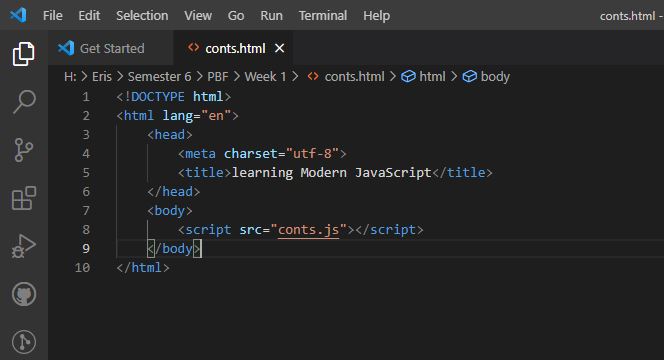 File Edit Selection View Go Run Terminal Help conts.html -
Get Started conts.html
H: > Eris > Semester 6 > PBF > Week 1 > conts.html > html > body
1 <!DOCTYPE html>
2 <html lang="en">
3 <head>
4 <meta charset="utf-8">
5 <title>learning Modern JavaScript</title>
6 </head>
7 <body>
8 <script src="conts.js"></script>
9 </body>
10 </html>